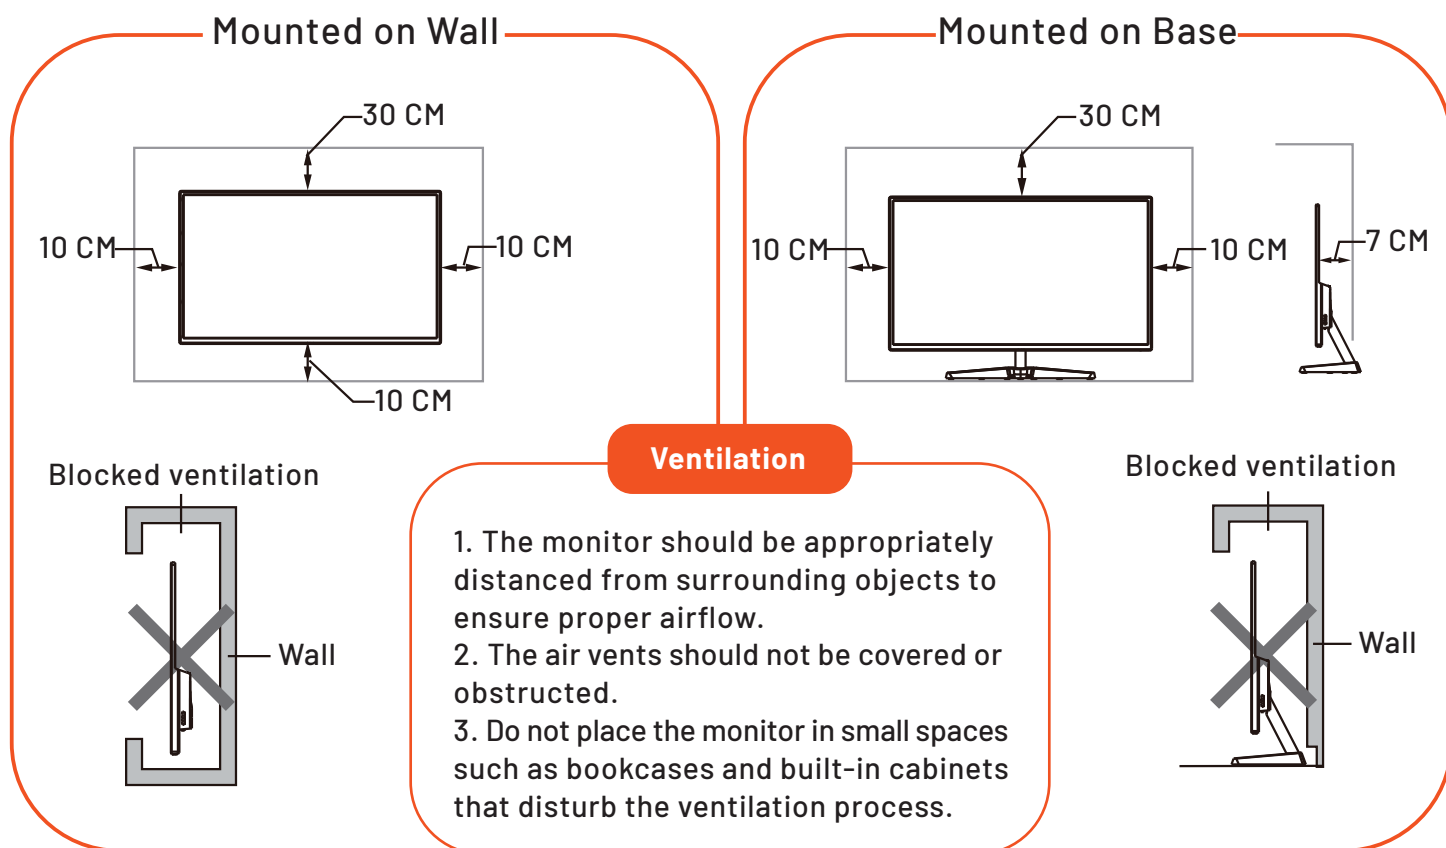 Mounted on Wall
30 CM
10 CM
10 CM
10 CM
Blocked ventilation
Wall
Mounted on Base
30 CM
10 CM
10 CM
7 CM
Blocked ventilation
Wall
Ventilation
1. The monitor should be appropriately
distanced from surrounding objects to
ensure proper airflow.
2. The air vents should not be covered or
obstructed.
3. Do not place the monitor in small spaces
such as bookcases and built-in cabinets
that disturb the ventilation process.